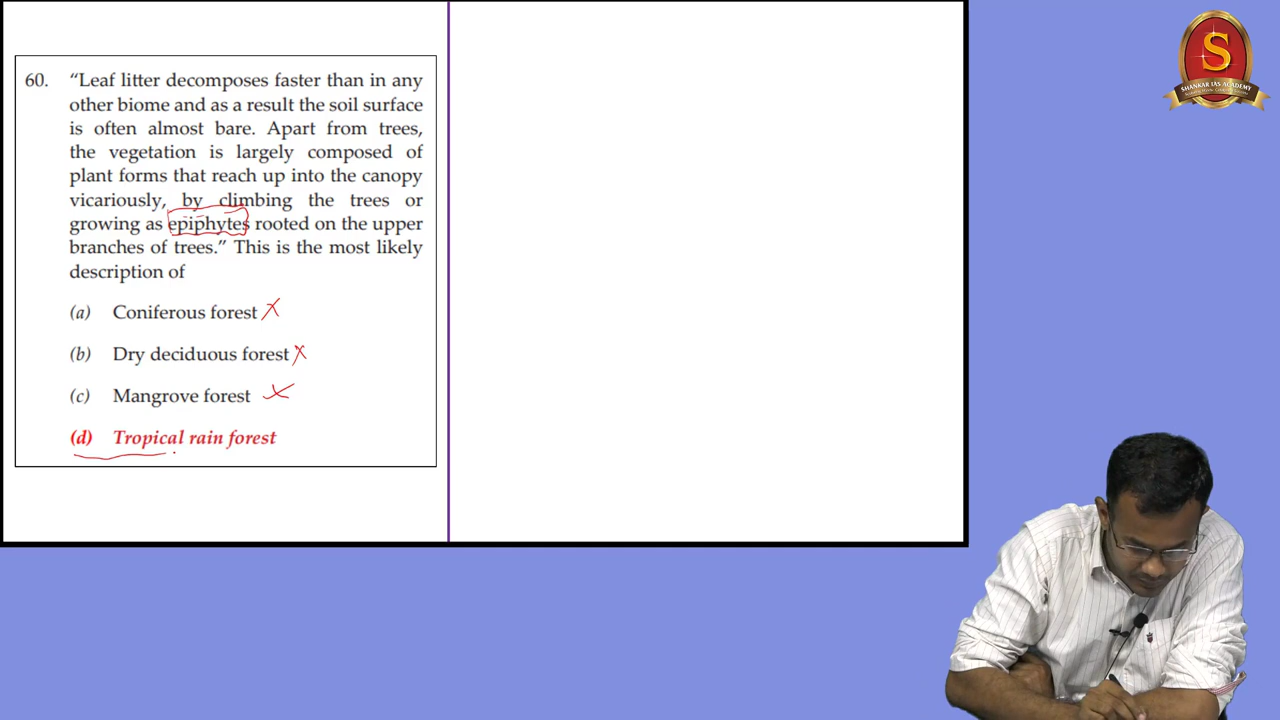 60. “Leaf litter decomposes faster than in any
other biome and as a result the soil surface
is often almost bare. Apart from trees,
the vegetation is largely composed of
plant forms that reach up into the canopy
vicariously, by climbing the trees or
growing as epiphytes rooted on the upper
branches of trees.” This is the most likely
description of
(a) Coniferous forest
(b) Dry deciduous forest
(c) Mangrove forest
(d) Tropical rain forest
S
SHANKAR IAS ACADEMY